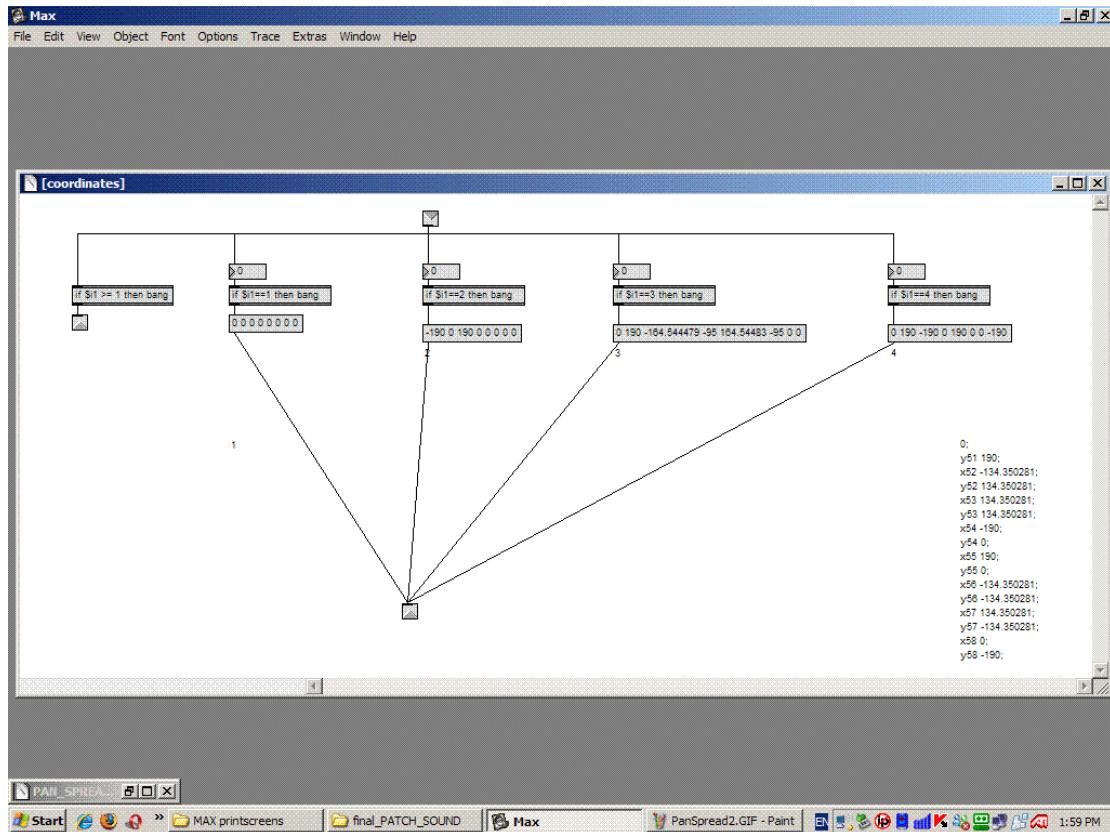 Max
File Edit View Object Font Options Trace Extras Window Help
[coordinates]
0 0 0 0
if $i1 >= 1 then bang if $i1==1 then bang if $i1==2 then bang if $i1==3 then bang if $i1==4 then bang
0 0 0 0 0 0 0 0
-190 0 190 0 0 0 0 0
0 190 -164.544479 -95 164.54483 -95 0 0
0 190 -190 0 190 0 0 -190
2 3 4
1
0;
y51 190;
x52 -134.350281;
y52 134.350281;
x53 134.350281;
y53 134.350281;
x54 -190;
y54 0;
x55 190;
y55 0;
x56 -134.350281;
y56 -134.350281;
x57 134.350281;
y57 -134.350281;
x58 0;
y58 -190;
PAN_SPREA...
Start » MAX printscreens final_PATCH_SOUND Max PanSpread2.GIF - Paint EN 1:59 PM